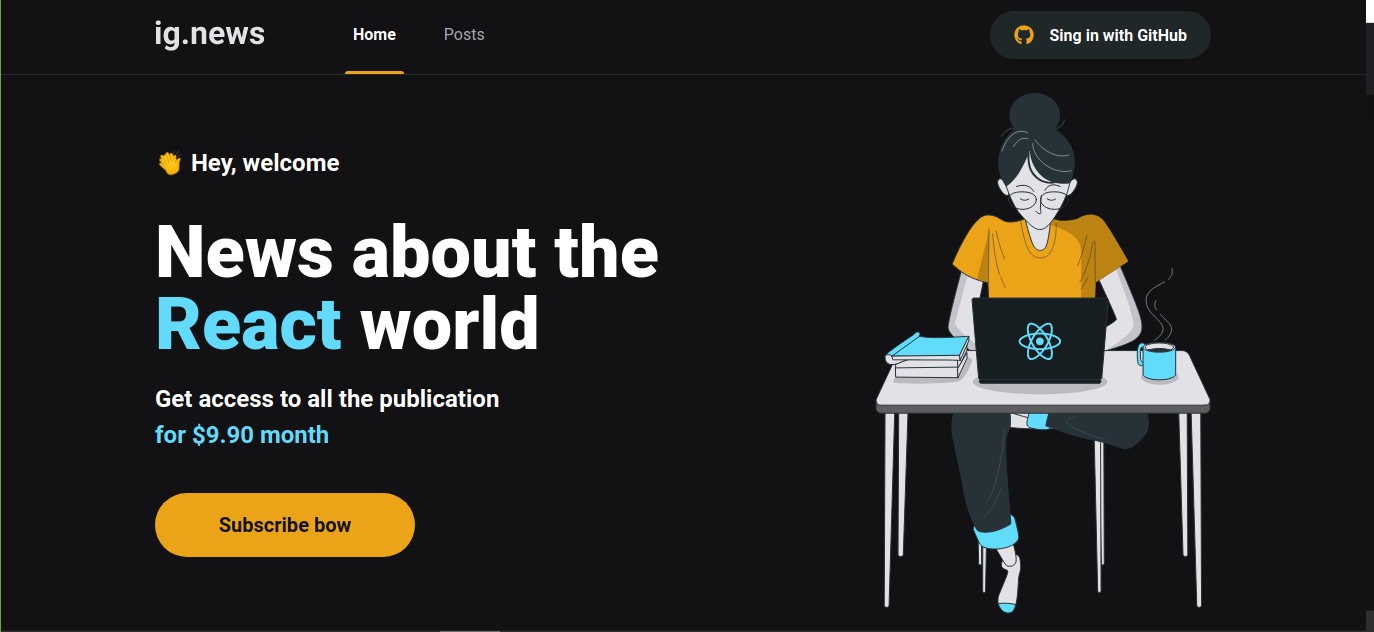 ig.news
Home
Posts
Sing in with GitHub
👏 Hey, welcome
News about the
React world
Get access to all the publication
for $9.90 month
Subscribe bow